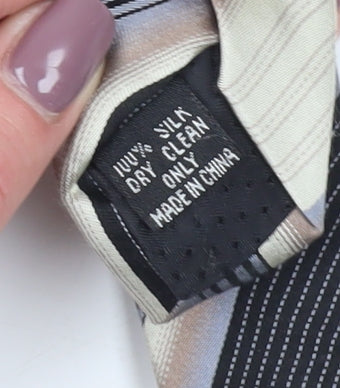 100% SILK
DRY CLEAN
ONLY
MADE IN CHINA